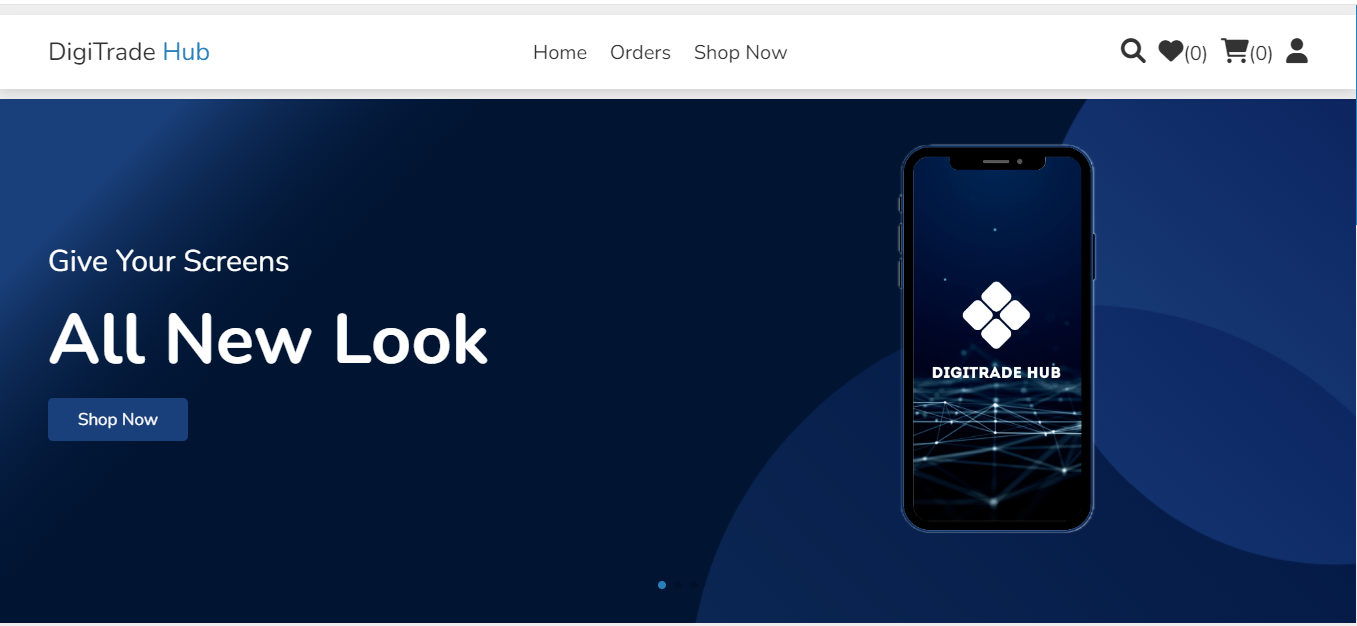 DigiTrade Hub
Home Orders Shop Now
(0) (0)
Give Your Screens
All New Look
Shop Now
DIGITRADE HUB